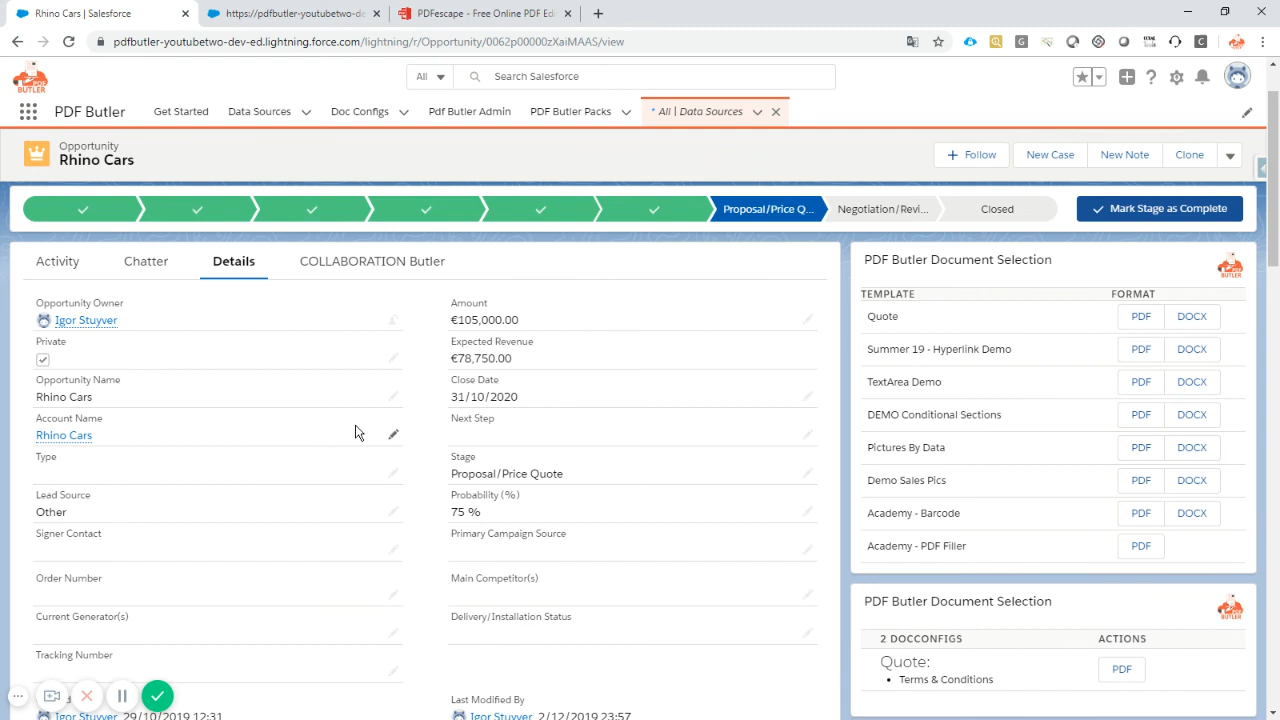 Rhino Cars | Salesforce
https://pdfbutler-youtubetwo-de
PDFescape - Free Online PDF Edi
pdfbutler-youtubetwo-dev-ed.lightning.force.com/lightning/r/Opportunity/0062p00000zXaiMAAS/view
PDF
BUTLER
All
Search Salesforce
PDF Butler
Get Started
Data Sources
Doc Configs
Pdf Butler Admin
PDF Butler Packs
* All | Data Sources
Opportunity
Rhino Cars
Follow
New Case
New Note
Clone
Proposal/Price Q...
Negotiation/Revi...
Closed
Mark Stage as Complete
Activity
Chatter
Details
COLLABORATION Butler
Opportunity Owner
Igor Stuyver
Amount
€105,000.00
Private
Expected Revenue
€78,750.00
Opportunity Name
Rhino Cars
Close Date
31/10/2020
Account Name
Rhino Cars
Next Step
Type
Stage
Proposal/Price Quote
Lead Source
Other
Probability (%)
75 %
Signer Contact
Primary Campaign Source
Order Number
Main Competitor(s)
Current Generator(s)
Delivery/Installation Status
Tracking Number
Igor Stuyver 29/10/2019 12:31
Last Modified By
Igor Stuyver, 2/12/2019 23:57
PDF Butler Document Selection
TEMPLATE FORMAT
Quote PDF DOCX
Summer 19 - Hyperlink Demo PDF DOCX
TextArea Demo PDF DOCX
DEMO Conditional Sections PDF DOCX
Pictures By Data PDF DOCX
Demo Sales Pics PDF DOCX
Academy - Barcode PDF DOCX
Academy - PDF Filler PDF
PDF Butler Document Selection
2 DOCCONFIGS ACTIONS
Quote:
• Terms & Conditions
PDF